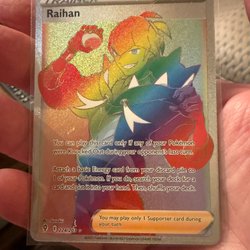 TRAINER
Raihan
You can play this card only if any of your Pokémon
were Knocked Out during your opponent's last turn.
Attach a basic Energy card from your discard pile to
1 of your Pokémon. If you do, search your deck for a
card and put it into your hand. Then, shuffle your deck.
You may play only 1 Supporter card during
your turn.